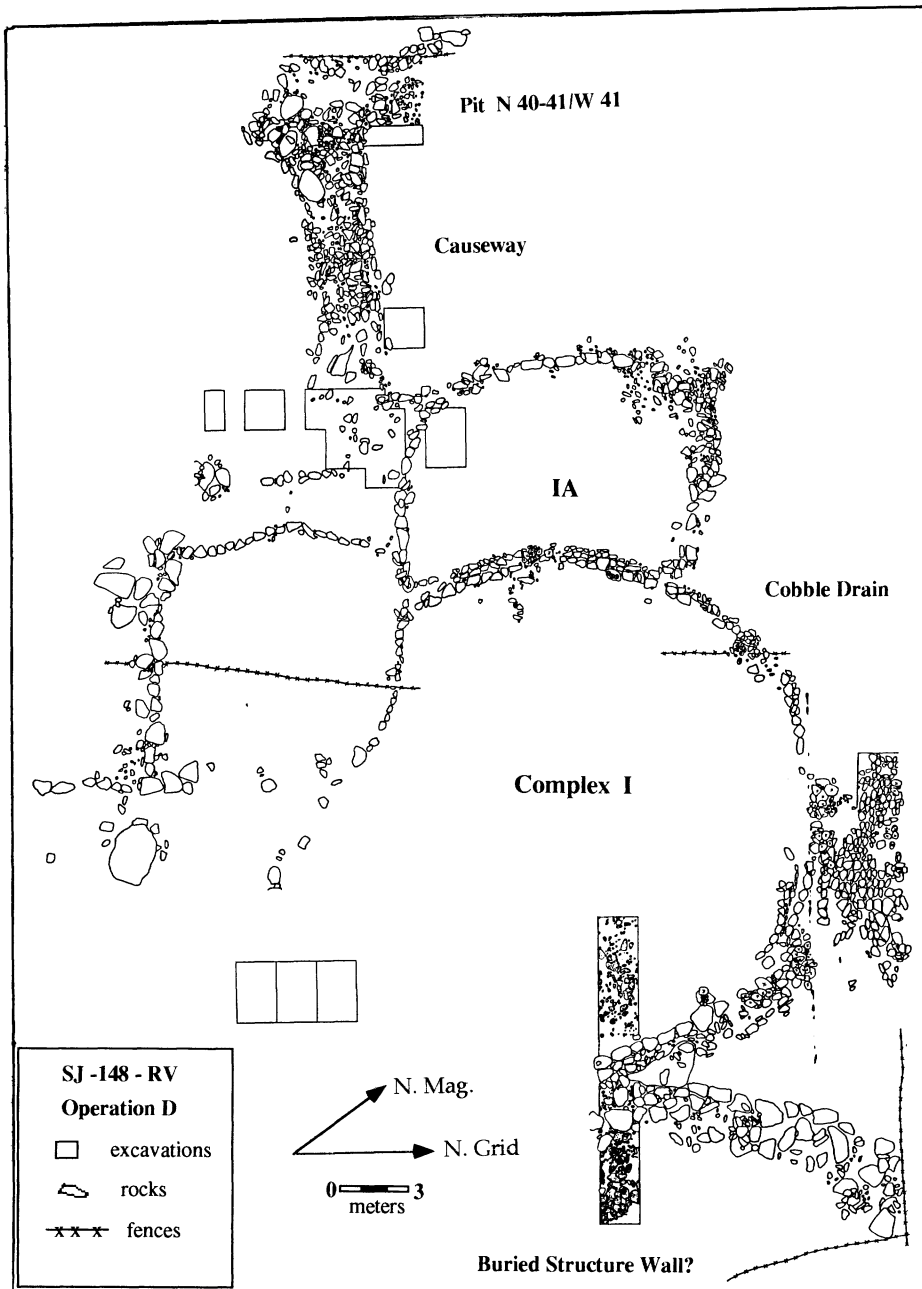 Pit N 40-41/W 41
Causeway
IA
Cobble Drain
Complex I
SJ -148 - RV
Operation D
excavations
rocks
fences
N. Mag.
N. Grid
0 3
meters
Buried Structure Wall?